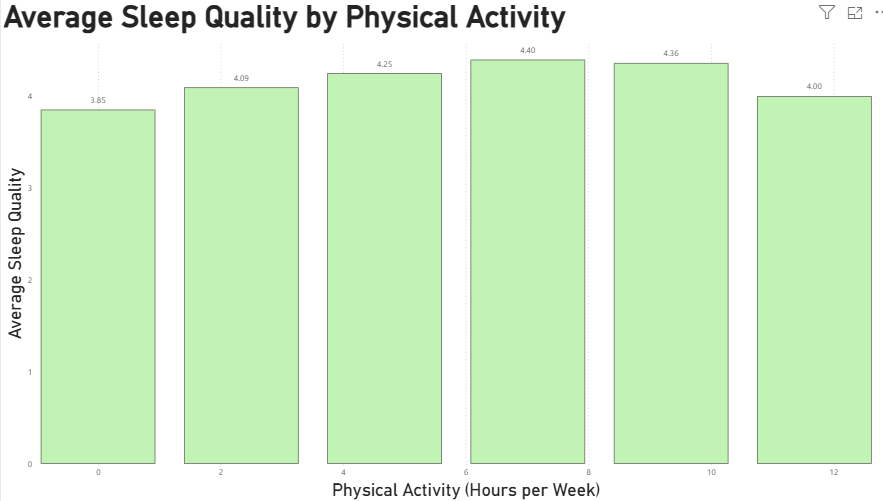 Average Sleep Quality by Physical Activity
4.40
4.36
4.25
4.09
4.00
3.85
4
3
2
1
0
Average Sleep Quality
0 2 4 6 8 10 12
Physical Activity (Hours per Week)